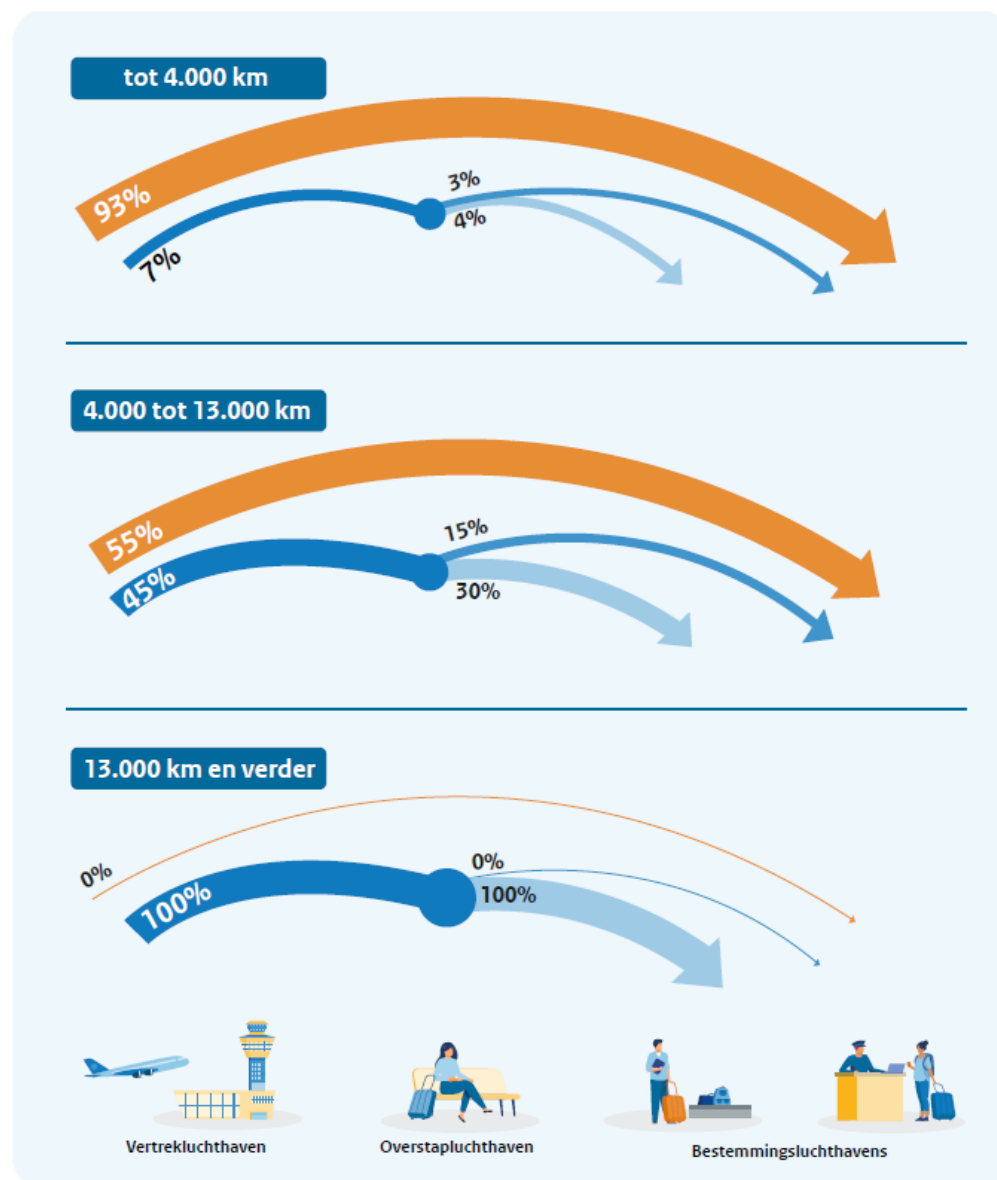 tot 4.000 km
93%
7%
3%
4%
4.000 tot 13.000 km
55%
45%
15%
30%
13.000 km en verder
0%
100%
0%
100%
Vertrekluchthaven
Overstapluchthaven
Bestemmingsluchthavens